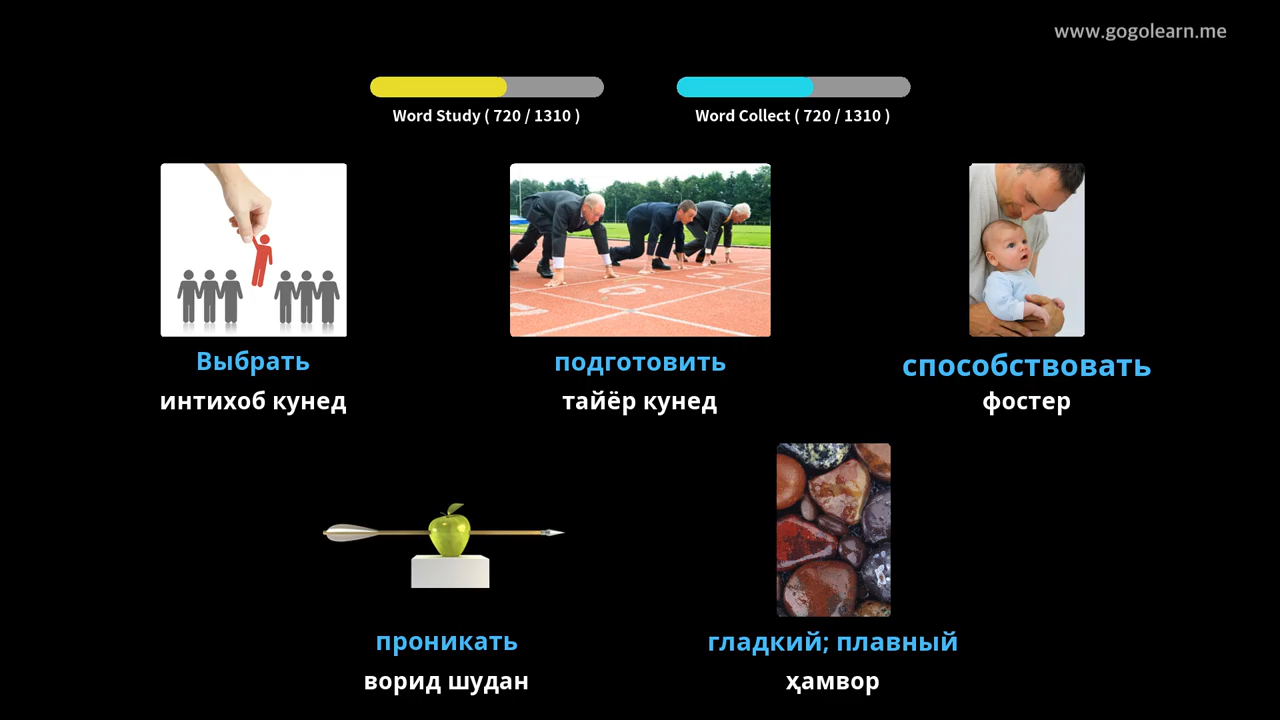 www.gogolearn.me
Word Study ( 720 / 1310 )
Word Collect ( 720 / 1310 )
Выбрать
интихоб кунед
подготовить
тайёр кунед
способствовать
фостер
проникать
ворид шудан
гладкий; плавный
ҳамвор